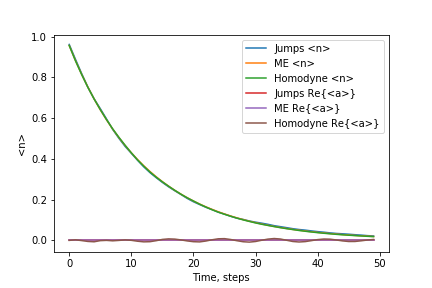 1.0
0.8
0.6
0.4
0.2
0.0
<n>
Jumps <n>
ME <n>
Homodyne <n>
Jumps Re{<a>}
ME Re{<a>}
Homodyne Re{<a>}
0 10 20 30 40 50
Time, steps